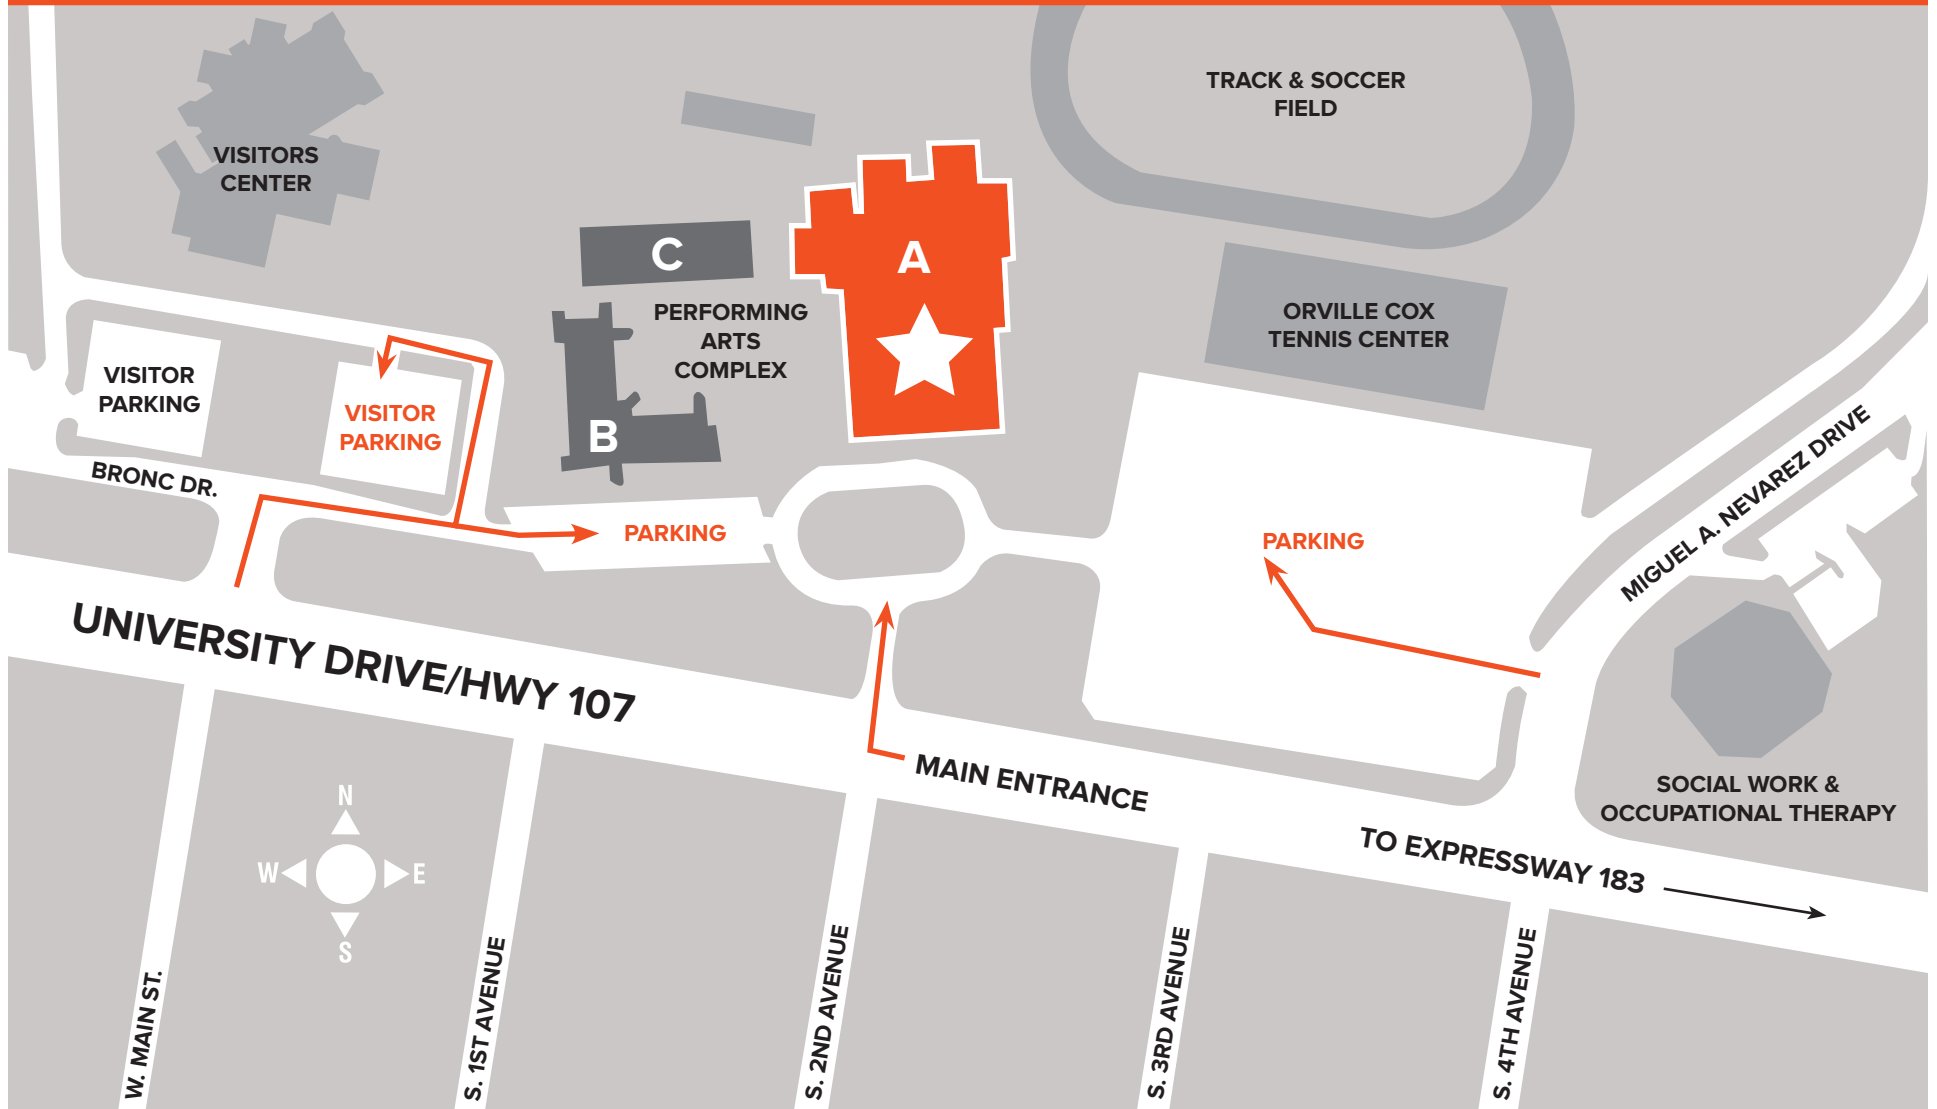 TRACK & SOCCER
FIELD
VISITORS
CENTER
C
A
PERFORMING
ARTS
COMPLEX
ORVILLE COX
TENNIS CENTER
VISITOR
PARKING
VISITOR
PARKING
B
BRONC DR.
PARKING
PARKING
MIGUEL A. NEVAREZ DRIVE
UNIVERSITY DRIVE/HWY 107
MAIN ENTRANCE
SOCIAL WORK &
OCCUPATIONAL THERAPY
TO EXPRESSWAY 183
N
W
E
S
W. MAIN ST.
S. 1ST AVENUE
S. 2ND AVENUE
S. 3RD AVENUE
S. 4TH AVENUE